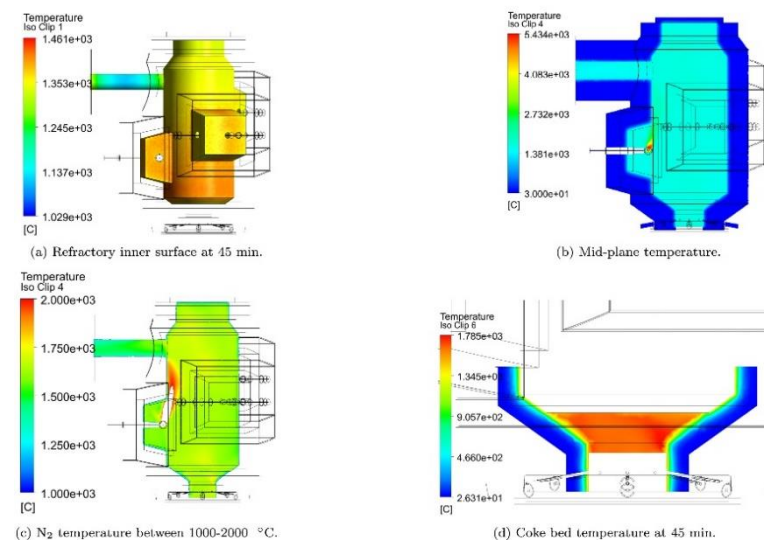 Temperature
Iso Clip 1
1.461e+03
1.353e+03
1.245e+03
1.137e+03
1.029e+03
[C]
(a) Refractory inner surface at 45 min.
Temperature
Iso Clip 4
5.434e+03
4.083e+03
2.732e+03
1.381e+03
3.000e+01
[C]
(b) Mid-plane temperature.
Temperature
Iso Clip 4
2.000e+03
1.750e+03
1.500e+03
1.250e+03
1.000e+03
[C]
(c) N₂ temperature between 1000-2000 °C.
Temperature
Iso Clip 6
1.785e+03
1.345e+03
9.057e+02
4.660e+02
2.631e+01
[C]
(d) Coke bed temperature at 45 min.